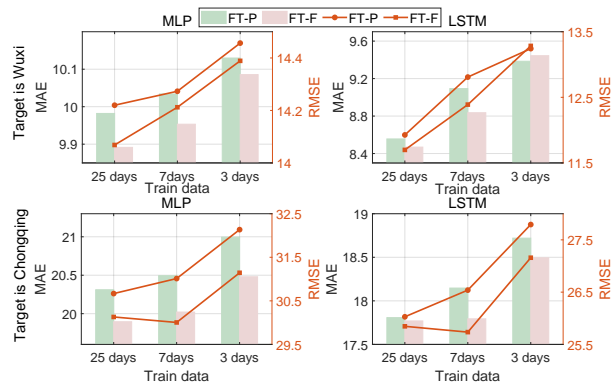 MLP FT-P FT-F FT-P FT-F LSTM
Target is Wuxi
MAE
10.1
10
9.9
14.4
14.2
14
RMSE
25 days 7days 3 days
Train data
MAE
9.6
9.2
8.8
8.4
13.5
12.5
11.5
RMSE
25 days 7days 3 days
Train data
Target is Chongqing
MLP
MAE
21
20.5
20
32.5
31.5
30.5
29.5
RMSE
25 days 7days 3 days
Train data
LSTM
MAE
19
18.5
18
17.5
27.5
26.5
25.5
RMSE
25 days 7days 3 days
Train data